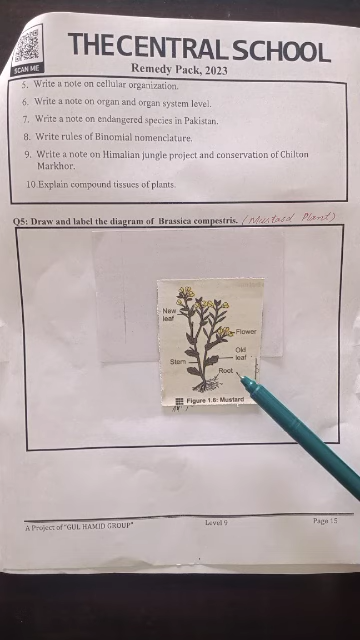 SCAN ME
THE CENTRAL SCHOOL
Remedy Pack, 2023
5. Write a note on cellular organization.
6. Write a note on organ and organ system level.
7. Write a note on endangered species in Pakistan.
8. Write rules of Binomial nomenclature.
9. Write a note on Himalian jungle project and conservation of Chilton
Markhor.
10.Explain compound tissues of plants.
Q5: Draw and label the diagram of Brassica compestris. (Mustasd Plant)
New
leaf
Flower
Old
leaf
Stem
Root
Figure 1.6: Mustard
A Project of "GUL HAMID GROUP"
Level 9
Page 15